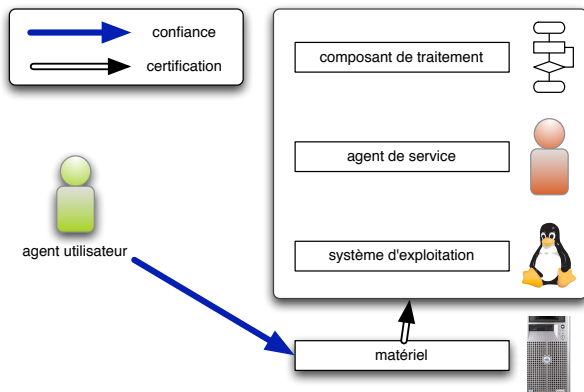 confiance
certification
composant de traitement
agent de service
agent utilisateur
système d'exploitation
matériel